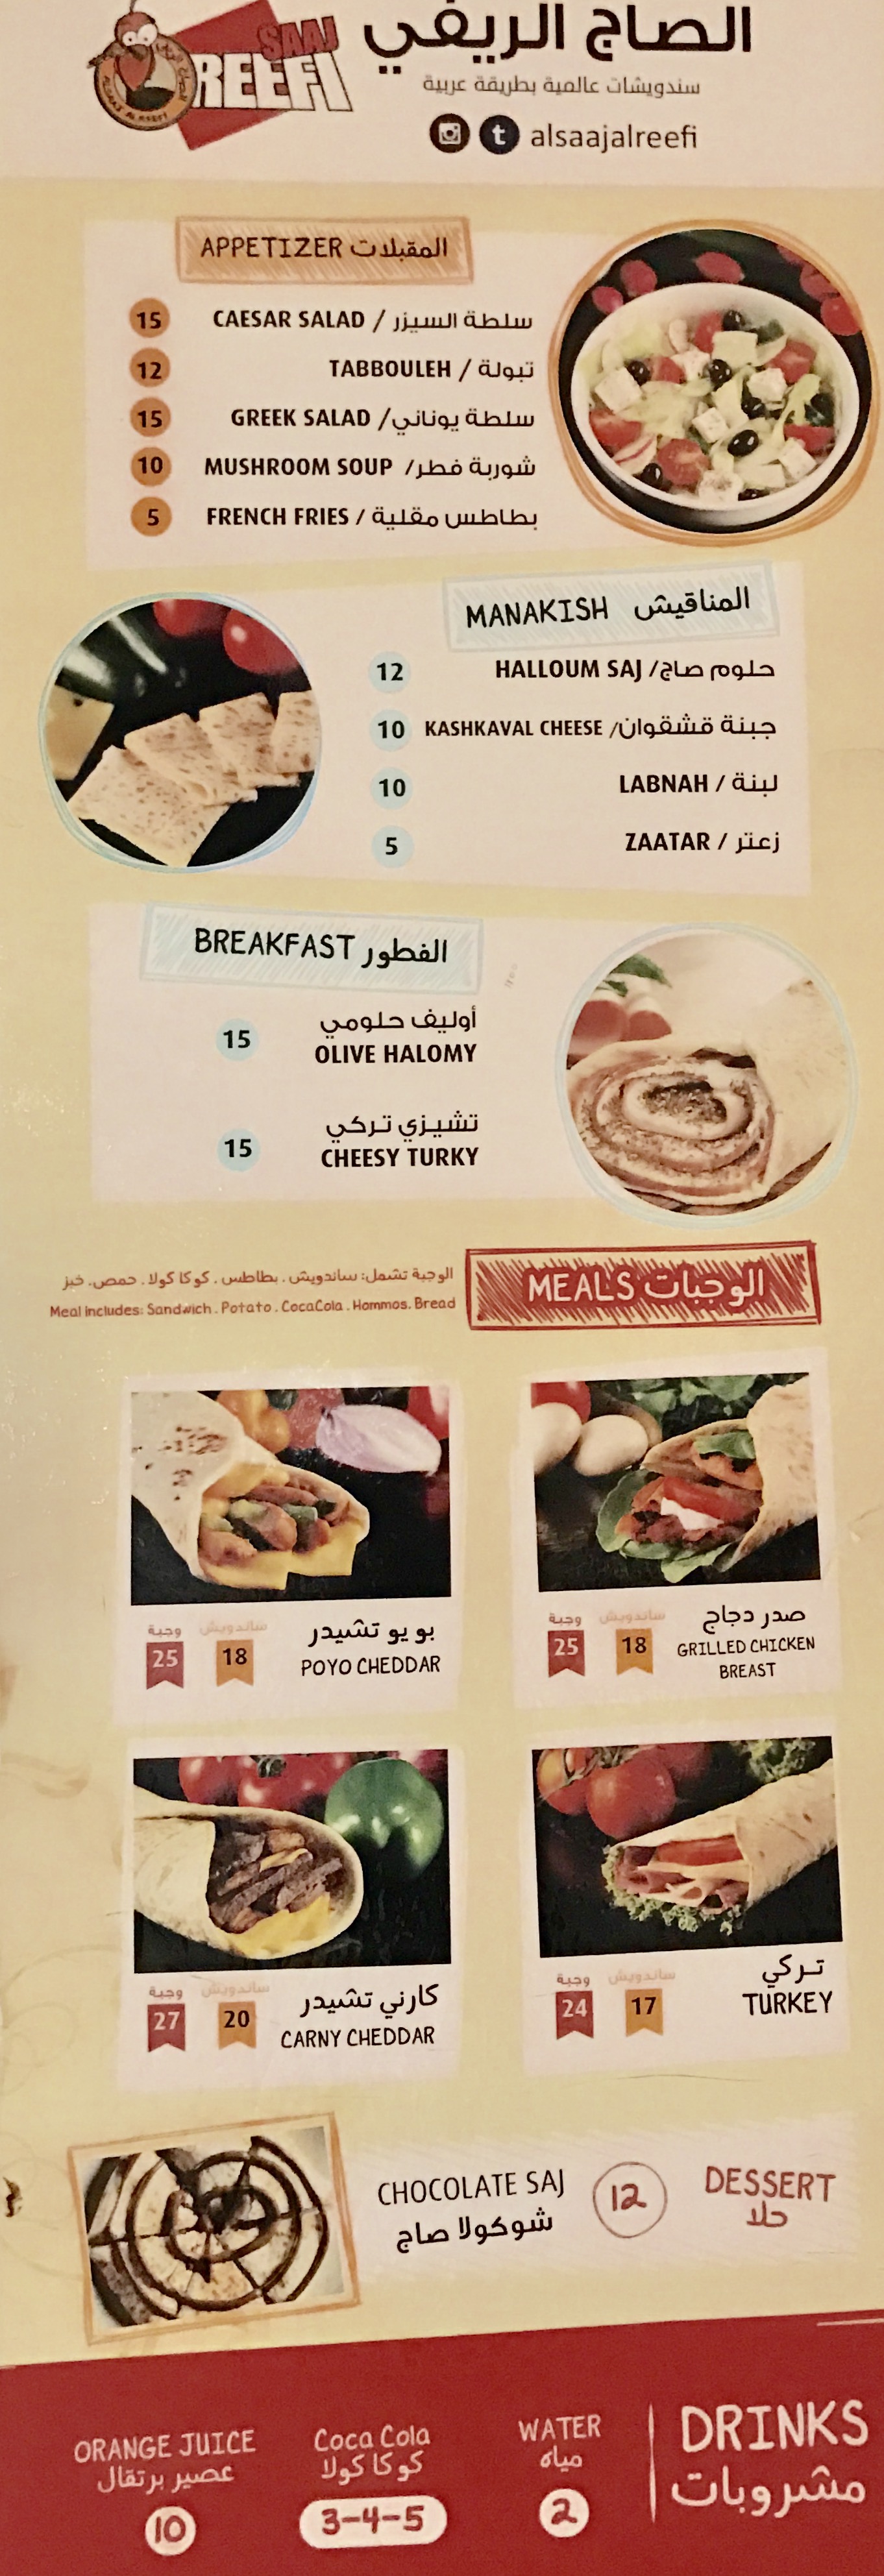 SAAJ
REEFI
الصاج الريفي
سندويشات عالمية بطريقة عربية
t alsaajalreefi
APPETIZER المقبلات
15 CAESAR SALAD / سلطة السيزر
12 TABBOULEH / تبولة
15 GREEK SALAD / سلطة يوناني
10 MUSHROOM SOUP / شوربة فطر
5 FRENCH FRIES / بطاطس مقلية
MANAKISH المناقيش
12 HALLOUM SAJ / حلوم صاج
10 KASHKAVAL CHEESE / جبنة قشقوان
10 LABNAH / لبنة
5 ZAATAR / زعتر
BREAKFAST الفطور
أوليف حلومي
15 OLIVE HALOMY
تشيزي تركي
15 CHEESY TURKY
MEALS الوجبات
الوجبة تشمل: ساندويش . بطاطس . كوكا كولا . حمص. خبز
Meal includes: Sandwich . Potato . CocaCola . Hommos. Bread
وجبة ساندويش بويو تشيدر
25 18 POYO CHEDDAR
وجبة ساندويش صدر دجاج
25 18 GRILLED CHICKEN
BREAST
وجبة ساندويش كارني تشيدر
27 20 CARNY CHEDDAR
وجبة ساندويش تركي
24 17 TURKEY
CHOCOLATE SAJ 12 DESSERT
شوكولا صاج حلا
DRINKS
مشروبات
WATER
مياه
2
Coca Cola
كوكا كولا
3-4-5
ORANGE JUICE
عصير برتقال
10